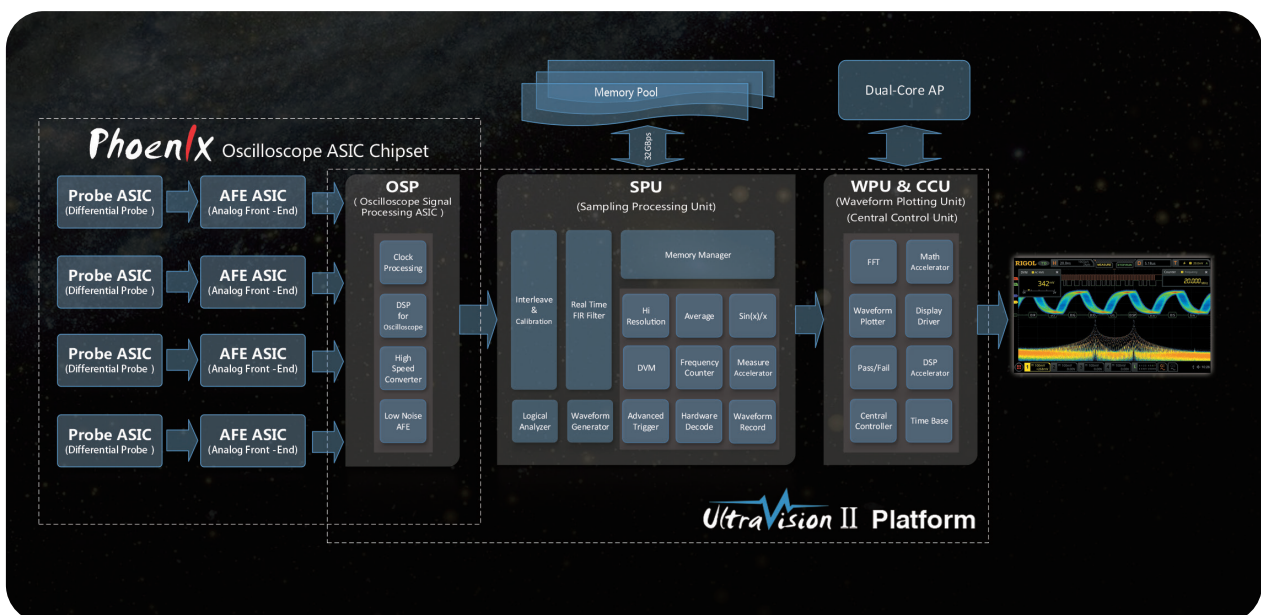 Memory Pool
Dual-Core AP
32GBps
PhoenIx Oscilloscope ASIC Chipset
Probe ASIC
(Differential Probe )
AFE ASIC
(Analog Front -End)
Probe ASIC
(Differential Probe )
AFE ASIC
(Analog Front -End)
Probe ASIC
(Differential Probe )
AFE ASIC
(Analog Front -End)
Probe ASIC
(Differential Probe )
AFE ASIC
(Analog Front -End)
OSP
( Oscilloscope Signal
Processing ASIC )
Clock
Processing
DSP
for
Oscilloscope
High
Speed
Converter
Low Noise
AFE
SPU
(Sampling Processing Unit)
Interleave
&
Calibration
Real Time
FIR Filter
Memory Manager
Hi
Resolution
Average
Sin(x)/x
DVM
Frequency
Counter
Measure
Accelerator
Logical
Analyzer
Waveform
Generator
Advanced
Trigger
Hardware
Decode
Waveform
Record
WPU & CCU
(Waveform Plotting Unit)
(Central Control Unit)
FFT
Math
Accelerator
Waveform
Plotter
Display
Driver
Pass/Fail
DSP
Accelerator
Central
Controller
Time Base
RIGOL
MEASURE
342
20.000
UltraVision II Platform